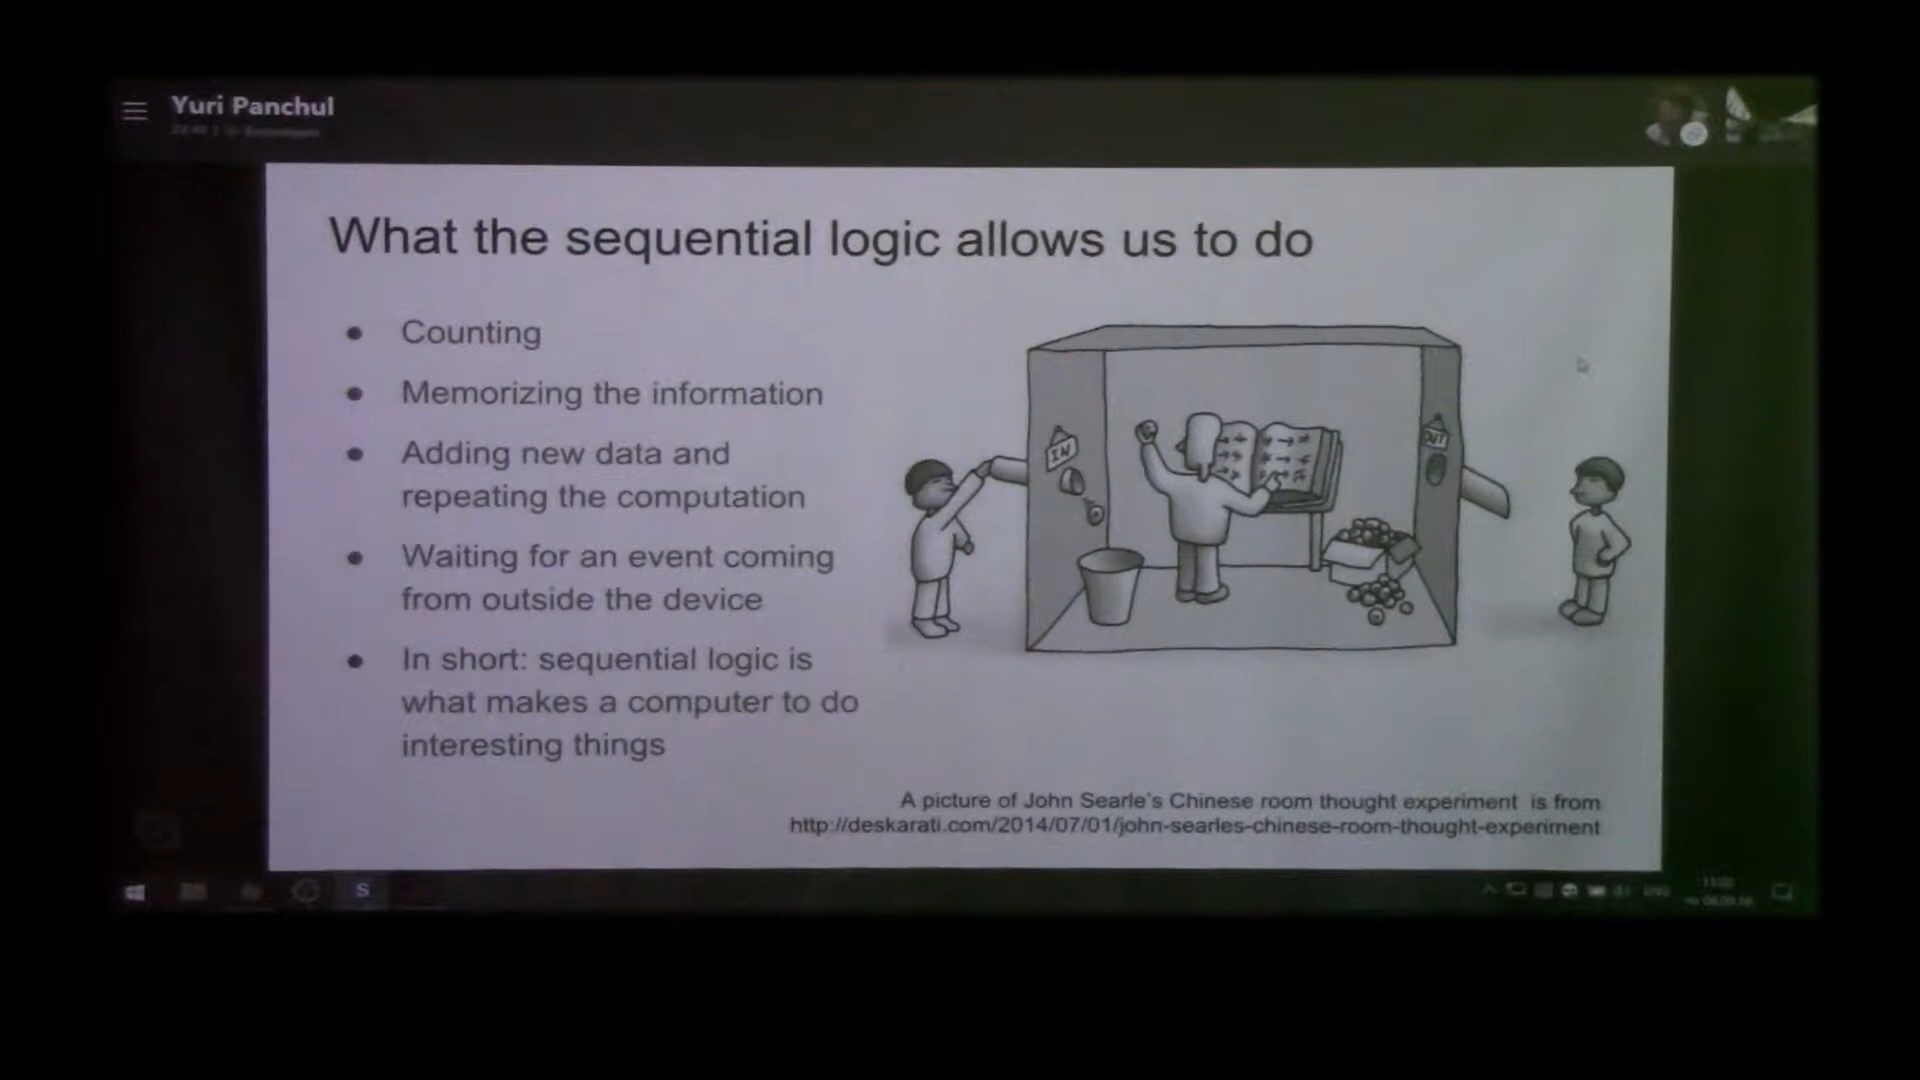 Yuri Panchul
What the sequential logic allows us to do
Counting
Memorizing the information
Adding new data and
repeating the computation
Waiting for an event coming
from outside the device
In short: sequential logic is
what makes a computer to do
interesting things
IN
OUT
A picture of John Searle's Chinese room thought experiment is from
http://deskarati.com/2014/07/01/john-searles-chinese-room-thought-experiment
S
ENG